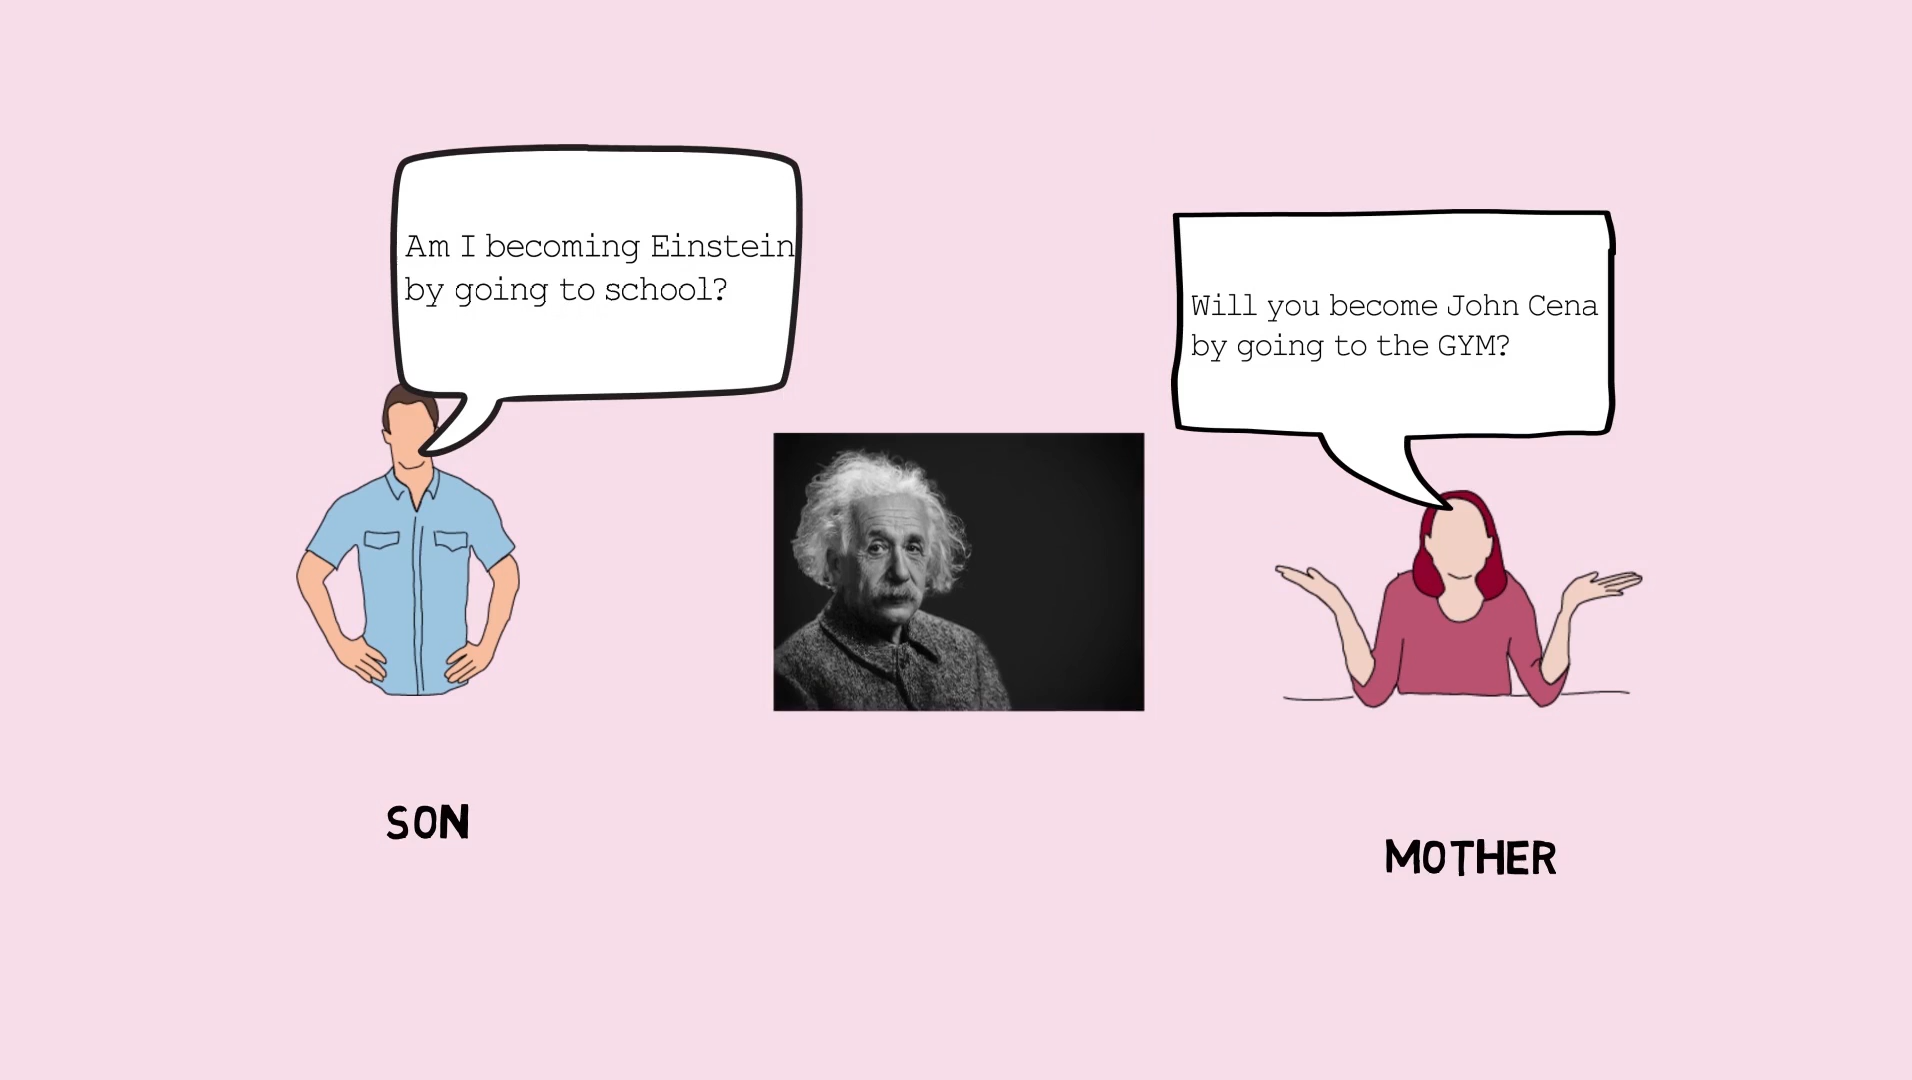 Am I becoming Einstein
by going to school?
Will you become John Cena
by going to the GYM?
SON
MOTHER